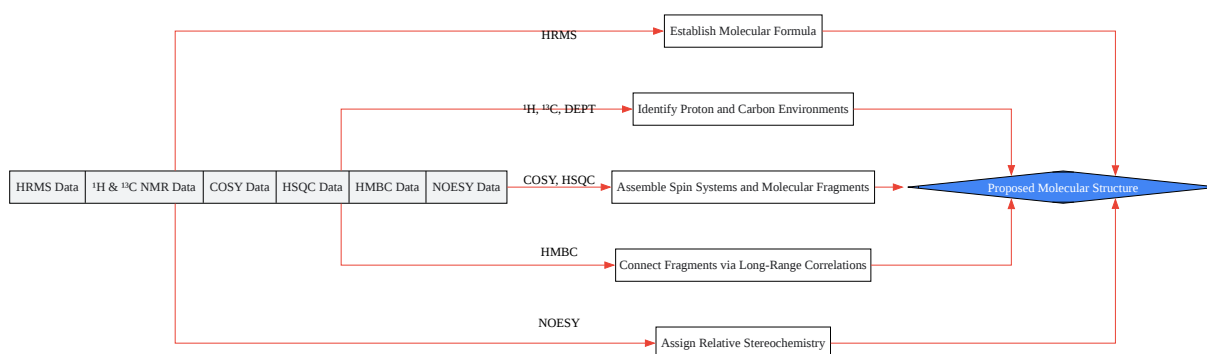 HRMS
Establish Molecular Formula
¹H, ¹³C, DEPT
Identify Proton and Carbon Environments
HRMS Data
¹H & ¹³C NMR Data
COSY Data
HSQC Data
HMBC Data
NOESY Data
COSY, HSQC
Assemble Spin Systems and Molecular Fragments
Proposed Molecular Structure
HMBC
Connect Fragments via Long-Range Correlations
NOESY
Assign Relative Stereochemistry